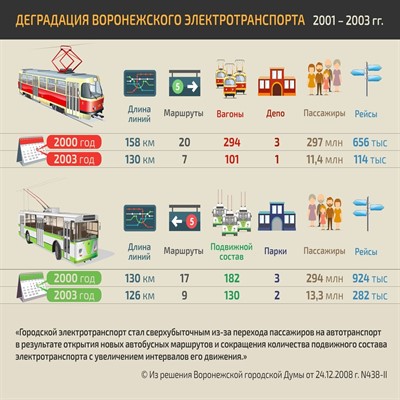 ДЕГРАДАЦИЯ ВОРОНЕЖСКОГО ЭЛЕКТРОТРАНСПОРТА 2001 – 2003 гг.
5
Длина линий Маршруты Вагоны Депо Пассажиры Рейсы
2000 год 158 км 20 294 3 297 млн 656 тыс
2003 год 130 км 7 101 1 11,4 млн 114 тыс
5
Длина линий Маршруты Подвижной состав Парки Пассажиры Рейсы
2000 год 130 км 17 182 3 294 млн 924 тыс
2003 год 126 км 9 130 2 13,3 млн 282 тыс
«Городской электротранспорт стал сверхубыточным из-за перехода пассажиров на автотранспорт
в результате открытия новых автобусных маршрутов и сокращения количества подвижного состава
электротранспорта с увеличением интервалов его движения.»
© Из решения Воронежской городской Думы от 24.12.2008 г. N438-II